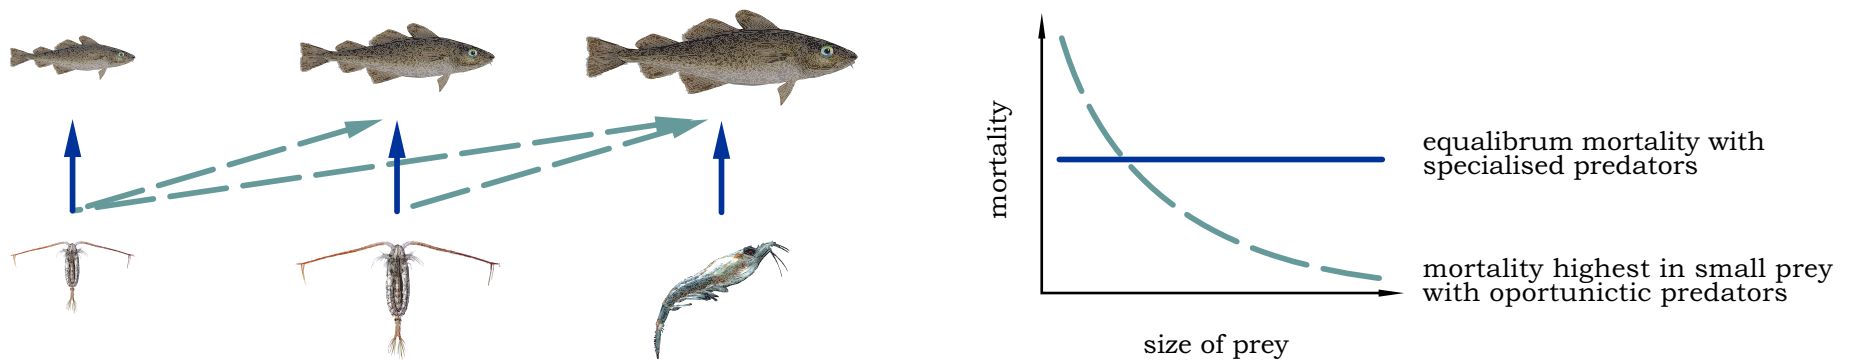 mortality
equalibrum mortality with
specialised predators
mortality highest in small prey
with oportunictic predators
size of prey